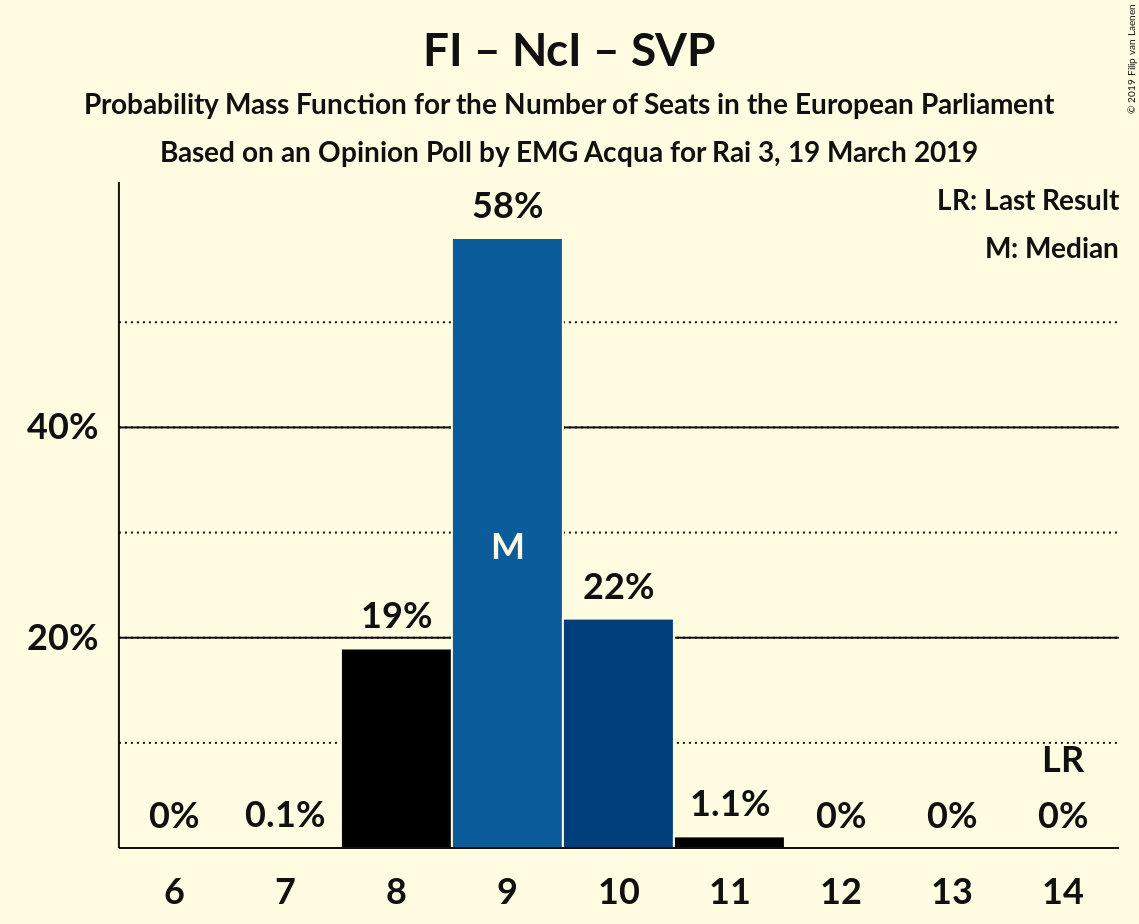 FI – NcI – SVP
Probability Mass Function for the Number of Seats in the European Parliament
Based on an Opinion Poll by EMG Acqua for Rai 3, 19 March 2019
© 2019 Filip van Laenen
LR: Last Result
M: Median
58%
40%
M
22%
19%
20%
LR
0%
0.1%
1.1%
0%
0%
0%
6 7 8 9 10 11 12 13 14